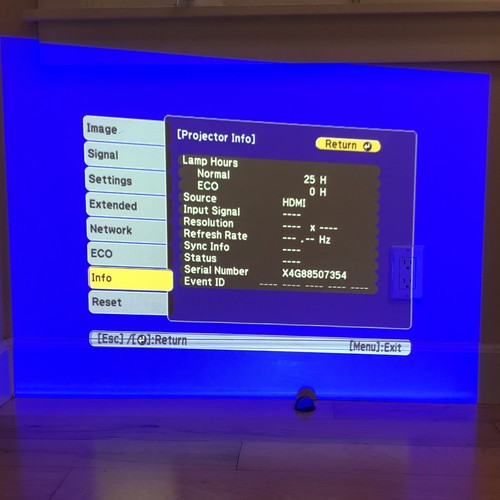 Image
Signal
Settings
Extended
Network
ECO
Info
Reset
[Projector Info]
Return
Lamp Hours
Normal 25 H
ECO 0 H
Source HDMI
Input Signal ----
Resolution ---- x ----
Refresh Rate ---.-- Hz
Sync Info ----
Status ----
Serial Number X4G88507354
Event ID ---- ---- ---- ---- ----
[Esc] /[⏎]:Return [Menu]:Exit